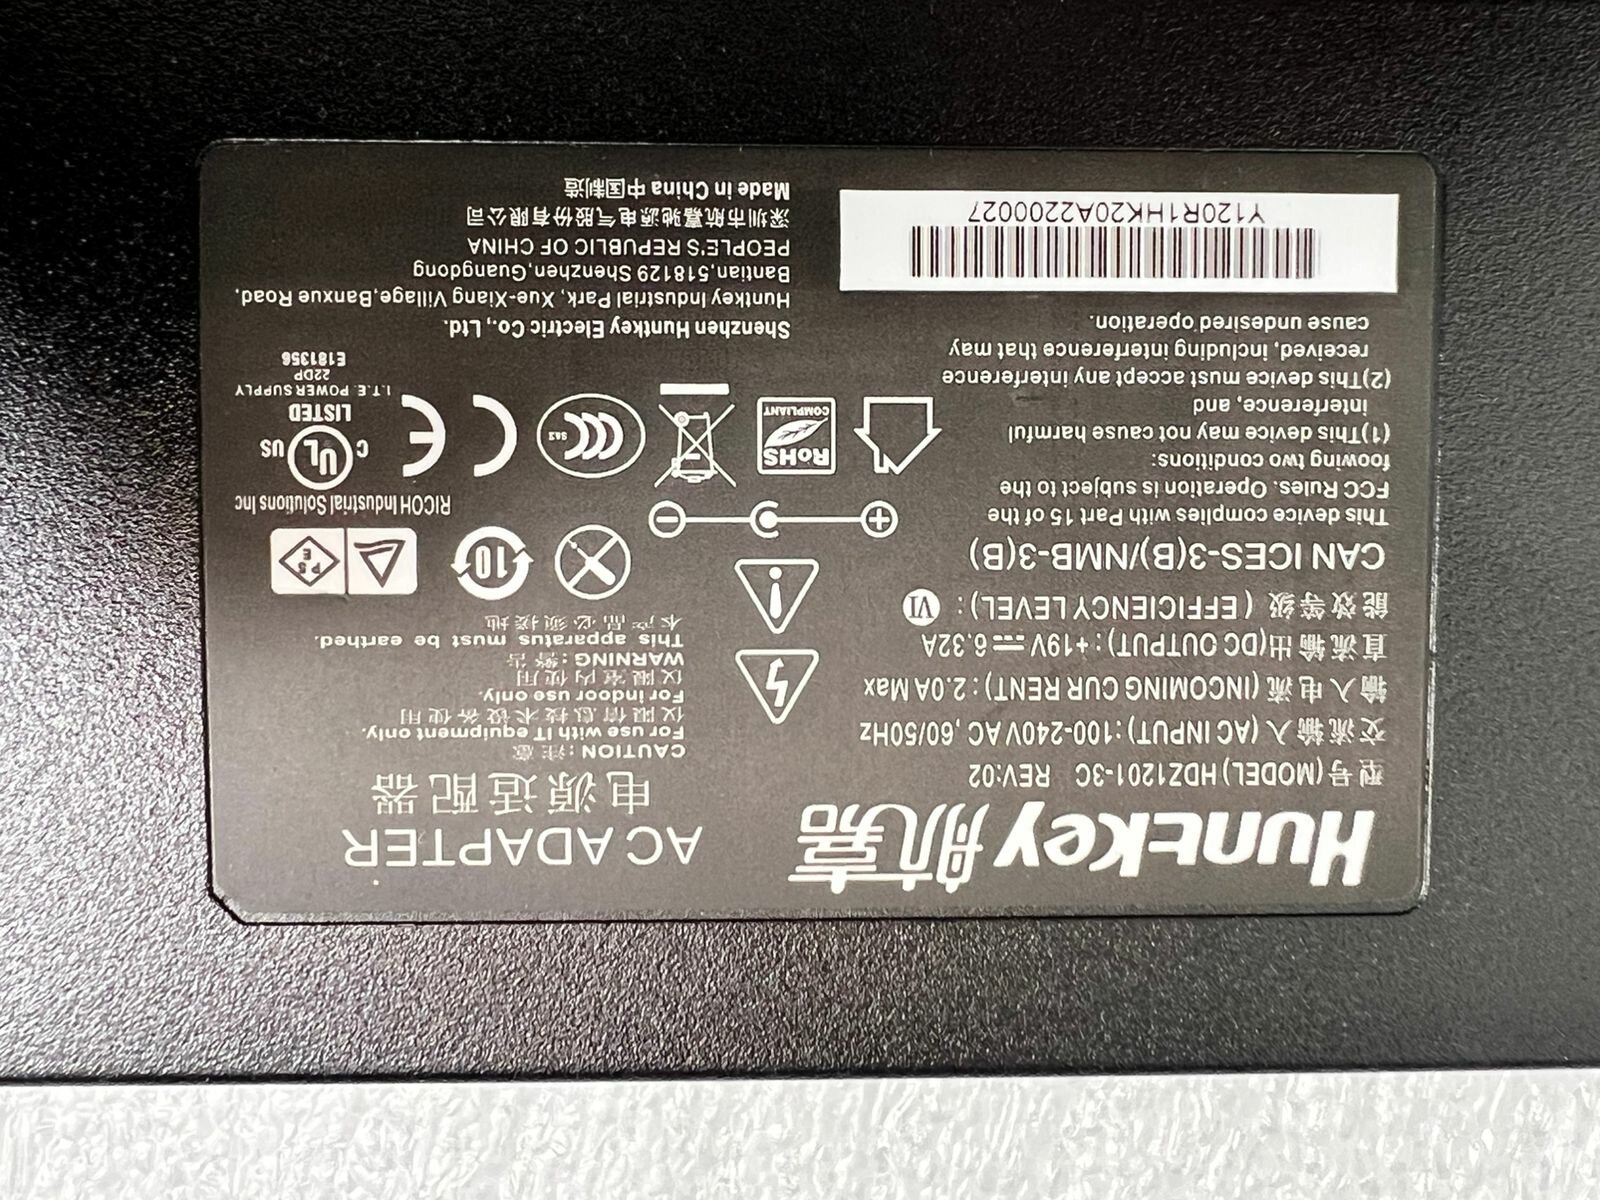 Huntkey 航嘉
型号(MODEL) HDZ1201-3C REV:02
交流输入 (AC INPUT):100-240V AC, 60/50Hz
输入电流 (INCOMING CURRENT):2.0A Max
直流输出(DC OUTPUT):+19V⎓6.32A
能效等级 (EFFICIENCY LEVEL): VI
CAN ICES-3(B)/NMB-3(B)
This device complies with Part 15 of the
FCC Rules. Operation is subject to the
foowing two conditions:
(1)This device may not cause harmful
interference, and
(2)This device must accept any interference
received, including interference that may
cause undesired operation.
Y120R1HK20A2200027
AC ADAPTER
电源适配器
CAUTION:注意
For use with IT equipment only.
仅限信息技术设备使用
For indoor use only.
仅限室内使用
WARNING:警告
This apparatus must be earthed.
本产品必须接地
10
P S
E
RICOH Industrial Solutions Inc
C UL US
LISTED
I.T.E. POWER SUPPLY
22DP
E181356
RoHS
COMPLIANT
CCC
S&E
CE
Shenzhen Huntkey Electric Co., Ltd.
Huntkey Industrial Park, Xue-Xiang Village,Banxue Road,
Bantian,518129 Shenzhen,Guangdong
PEOPLE'S REPUBLIC OF CHINA
深圳市航嘉驰源电气股份有限公司
Made in China 中国制造